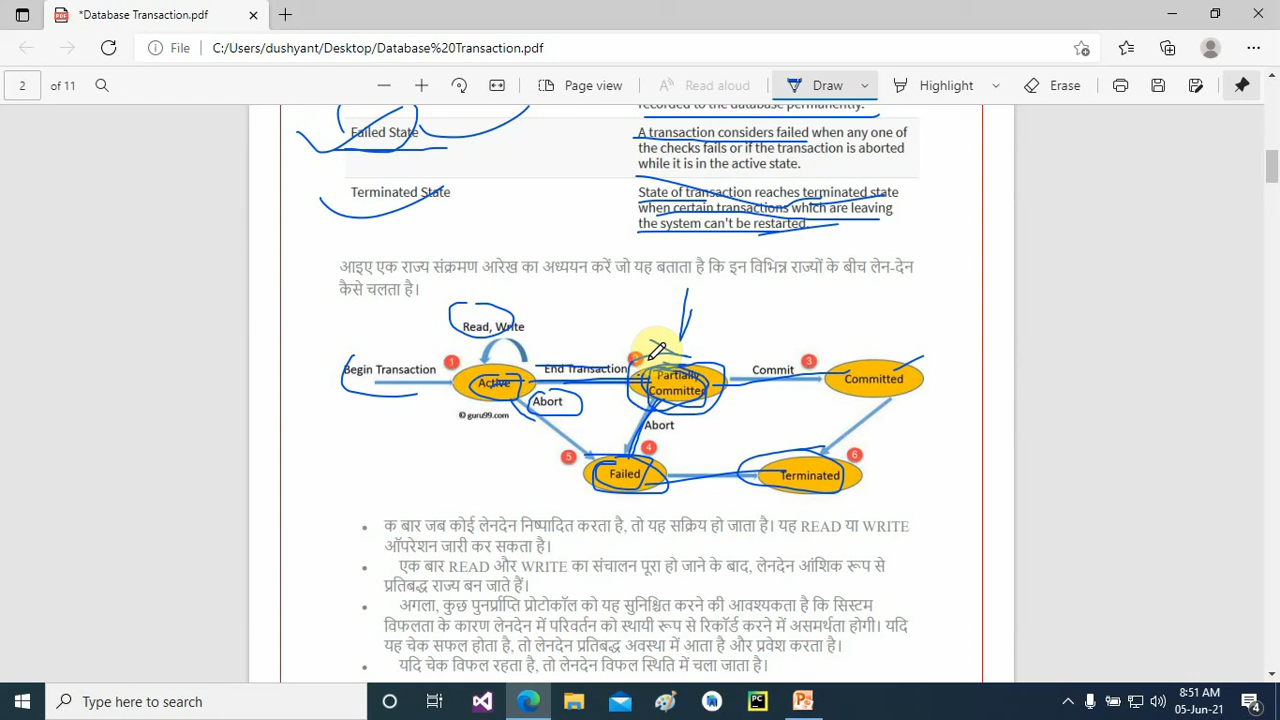 *Database Transaction.pdf
File C:/Users/dushyant/Desktop/Database%20Transaction.pdf
2 of 11 Page view Read aloud Draw Highlight Erase
recorded to the database permanently.
Failed State
A transaction considers failed when any one of
the checks fails or if the transaction is aborted
while it is in the active state.
Terminated State
State of transaction reaches terminated state
when certain transactions which are leaving
the system can't be restarted.
आइए एक राज्य संक्रमण आरेख का अध्ययन करें जो यह बताता है कि इन विभिन्न राज्यों के बीच लेन-देन
कैसे चलता है।
Read, Write
Begin Transaction
1
Active
End Transaction
2
Partially
Committed
Commit
3
Committed
Abort
© guru99.com
Abort
5
4
Failed
6
Terminated
क बार जब कोई लेनदेन निष्पादित करता है, तो यह सक्रिय हो जाता है। यह READ या WRITE
ऑपरेशन जारी कर सकता है।
एक बार READ और WRITE का संचालन पूरा हो जाने के बाद, लेनदेन आंशिक रूप से
प्रतिबद्ध राज्य बन जाते हैं।
अगला, कुछ पुनर्प्राप्ति प्रोटोकॉल को यह सुनिश्चित करने की आवश्यकता है कि सिस्टम
विफलता के कारण लेनदेन में परिवर्तन को स्थायी रूप से रिकॉर्ड करने में असमर्थता होगी। यदि
यह चेक सफल होता है, तो लेनदेन प्रतिबद्ध अवस्था में आता है और प्रवेश करता है।
यदि चेक विफल रहता है, तो लेनदेन विफल स्थिति में चला जाता है।
Type here to search
PC
8:51 AM
05-Jun-21
4